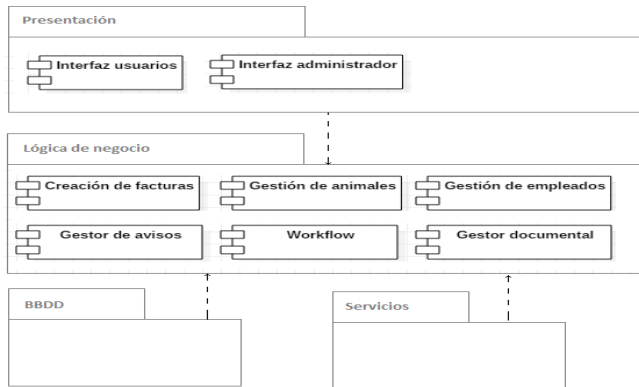 Presentación
Interfaz usuarios
Interfaz administrador
Lógica de negocio
Creación de facturas
Gestión de animales
Gestión de empleados
Gestor de avisos
Workflow
Gestor documental
BBDD
Servicios